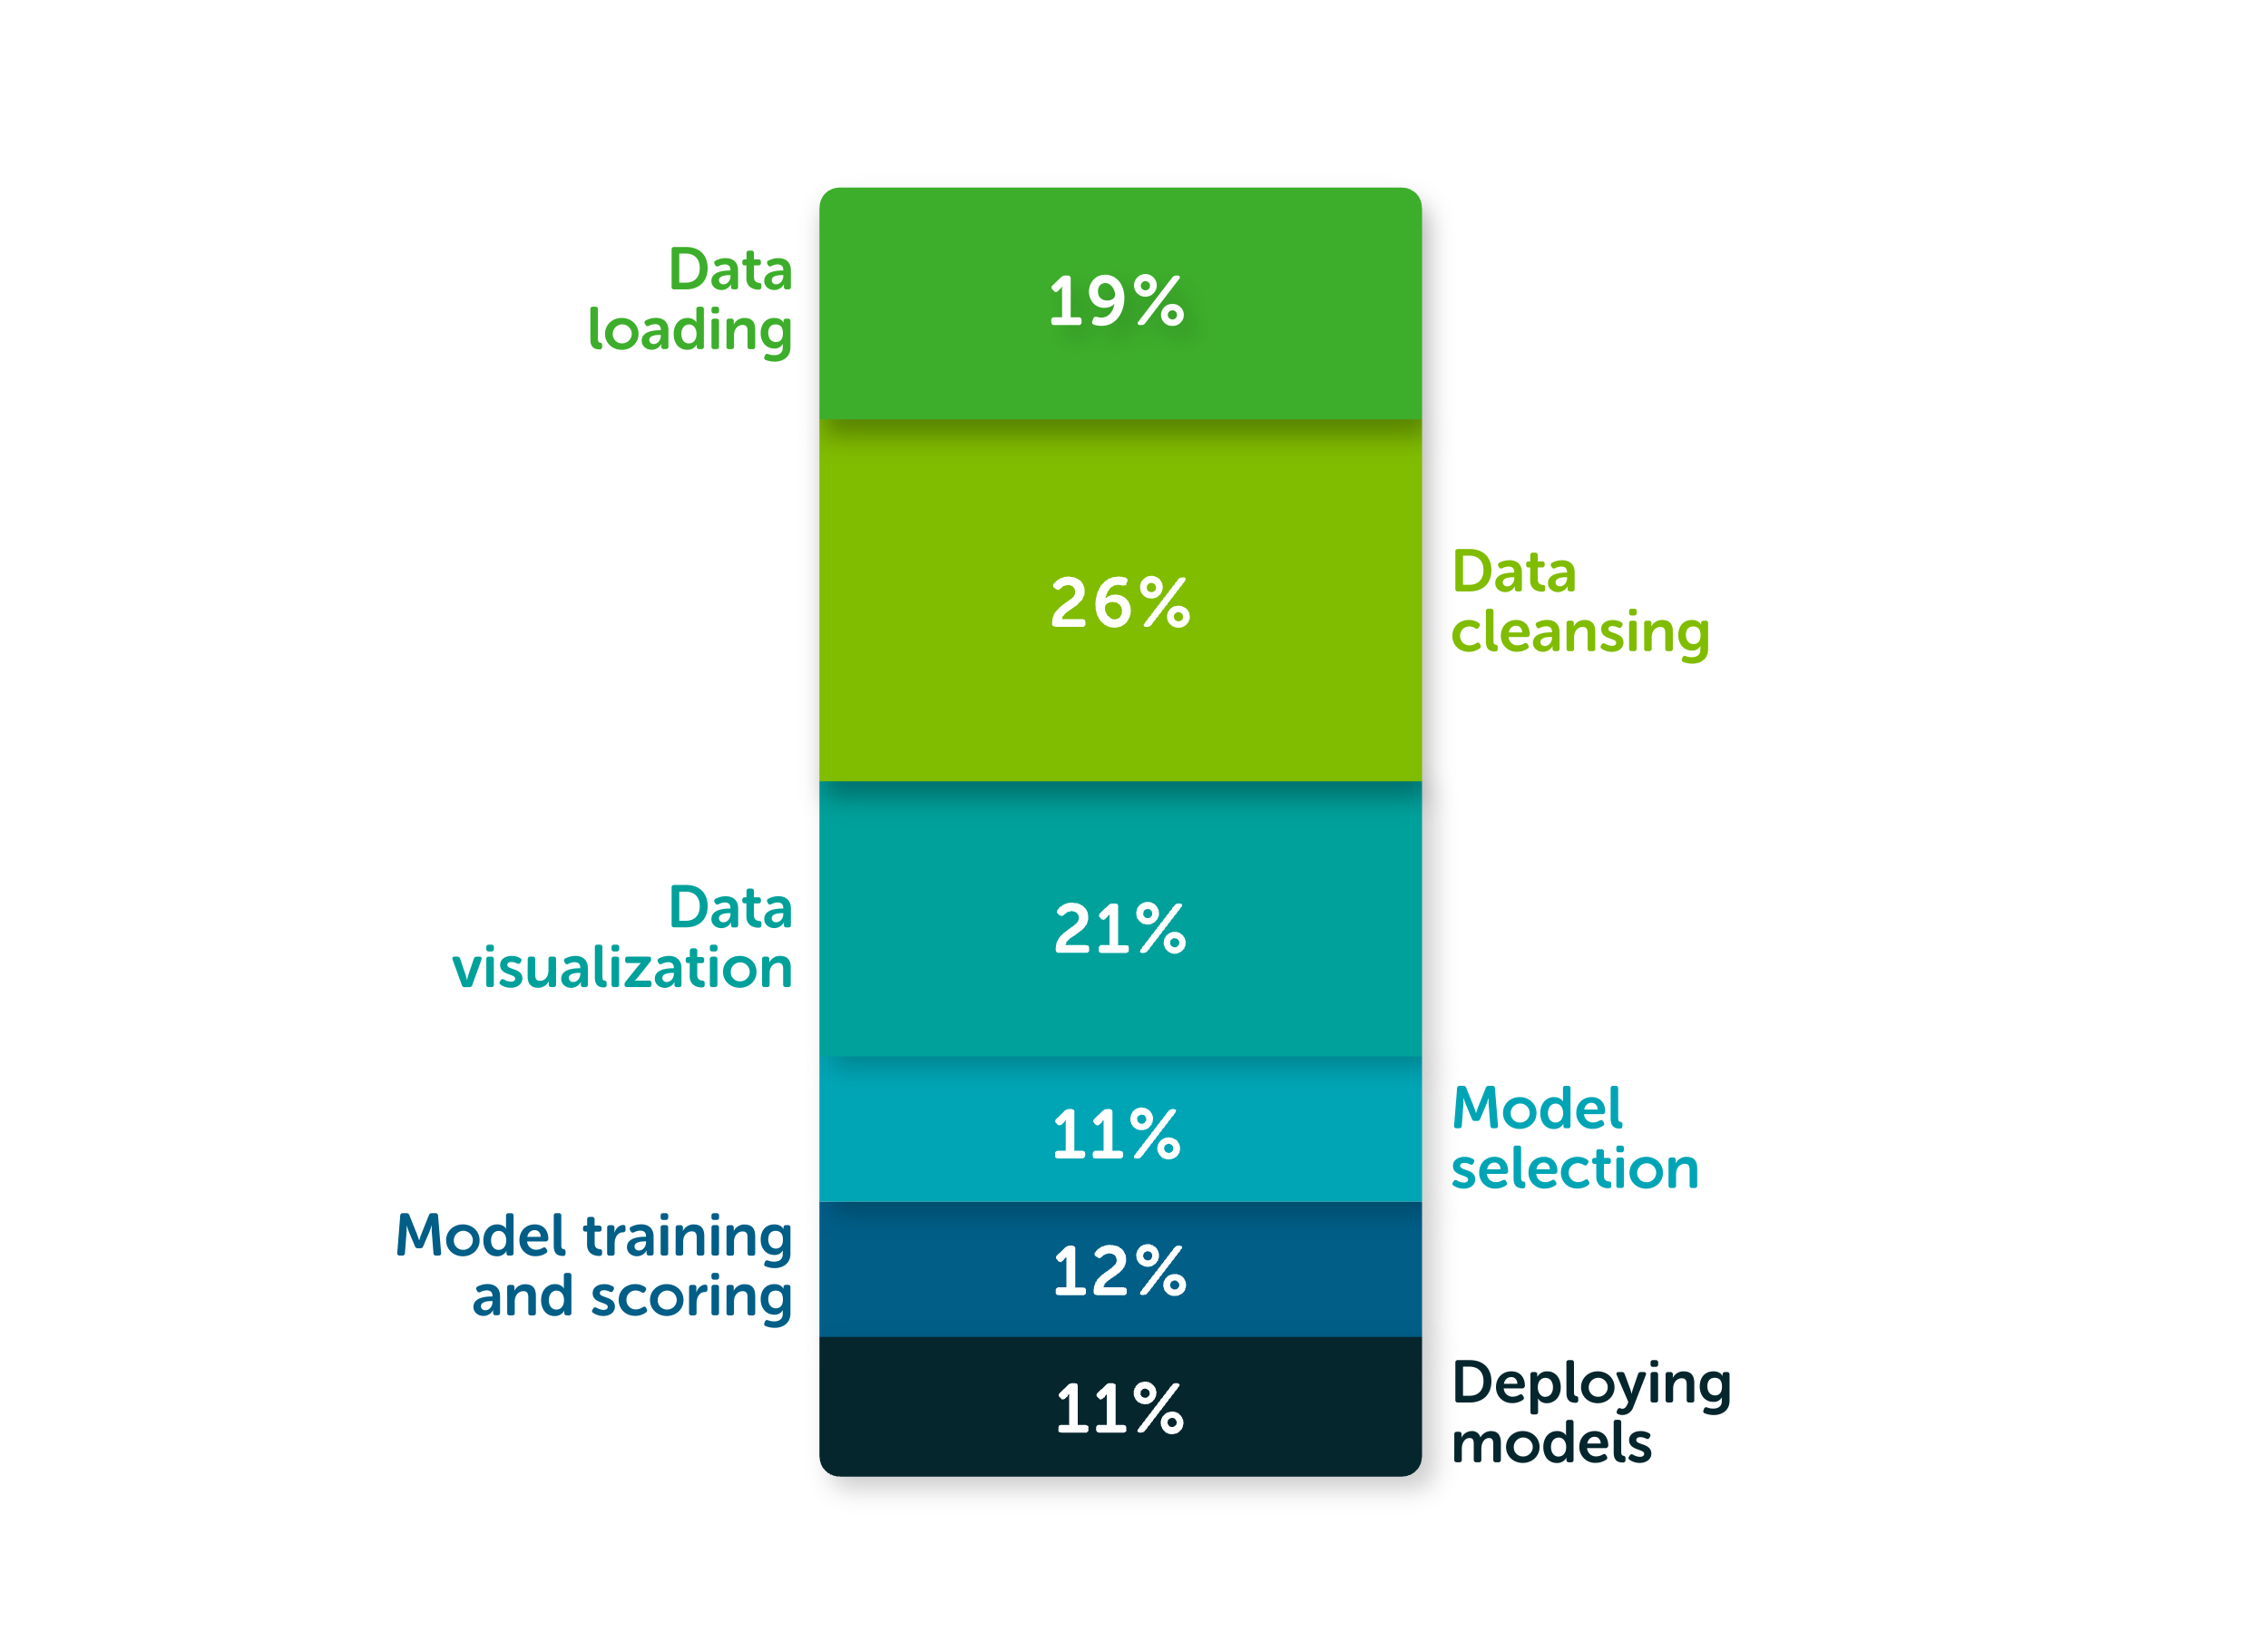 Data
loading
19%
26%
Data
cleansing
Data
visualization
21%
11%
Model
selection
Model training
and scoring
12%
11%
Deploying
models